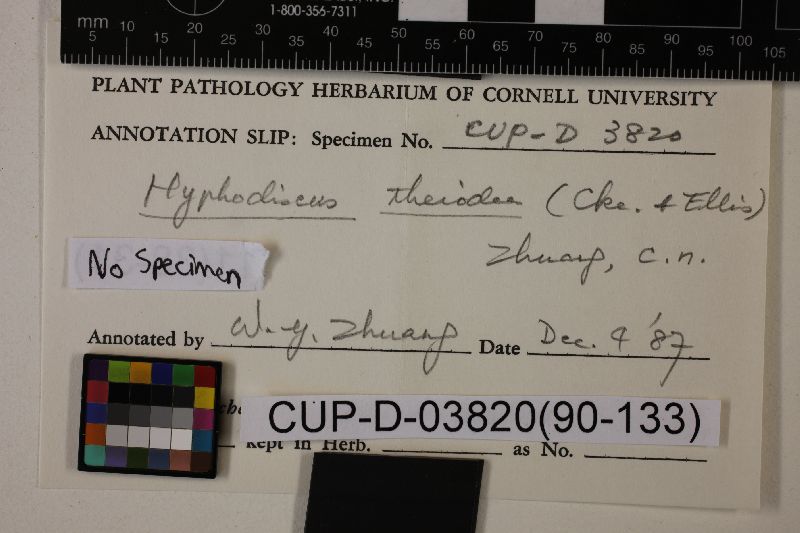 1-800-356-7311
mm 10 20 30 40 50 60 70 80 90 100
5 15 25 35 45 55 65 75 85 95 105
PLANT PATHOLOGY HERBARIUM OF CORNELL UNIVERSITY
ANNOTATION SLIP: Specimen No. CUP-D 3820
Hyphodiscus theiodea (Cke. & Ellis)
Zhuang, c.n.
No Specimen
Annotated by W.-y. Zhuang Date Dec. 9 '87
CUP-D-03820(90-133)
kept in Herb. as No.